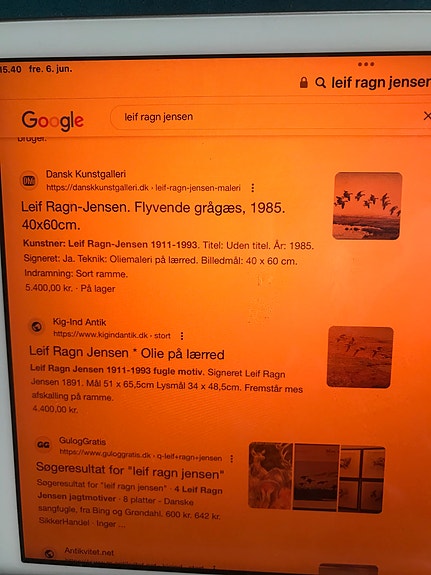 15.40 fre. 6. jun.
leif ragn jensen
Google
leif ragn jensen
bruger.
Dansk Kunstgalleri
https://danskkunstgalleri.dk › leif-ragn-jensen-maleri
Leif Ragn-Jensen. Flyvende grågæs, 1985.
40x60cm.
Kunstner: Leif Ragn-Jensen 1911-1993. Titel: Uden titel. År: 1985.
Signeret: Ja. Teknik: Oliemaleri på lærred. Billedmål: 40 x 60 cm.
Indramning: Sort ramme.
5.400,00 kr. · På lager
Kig-Ind Antik
https://www.kigindantik.dk › stort
Leif Ragn Jensen * Olie på lærred
Leif Ragn Jensen 1911-1993 fugle motiv. Signeret Leif Ragn
Jensen 1891. Mål 51 x 65,5cm Lysmål 34 x 48,5cm. Fremstår mes
afskalling på ramme.
4.400,00 kr.
GG
GulogGratis
https://www.guloggratis.dk › q-leif+ragn+jensen
Søgeresultat for "leif ragn jensen"
Søgeresultat for "leif ragn jensen" · 4 Leif Ragn
Jensen jagtmotiver · 8 platter - Danske
sangfugle, fra Bing og Grøndahl. 600 kr. 642 kr.
SikkerHandel · Inger ...
Antikvitet.net